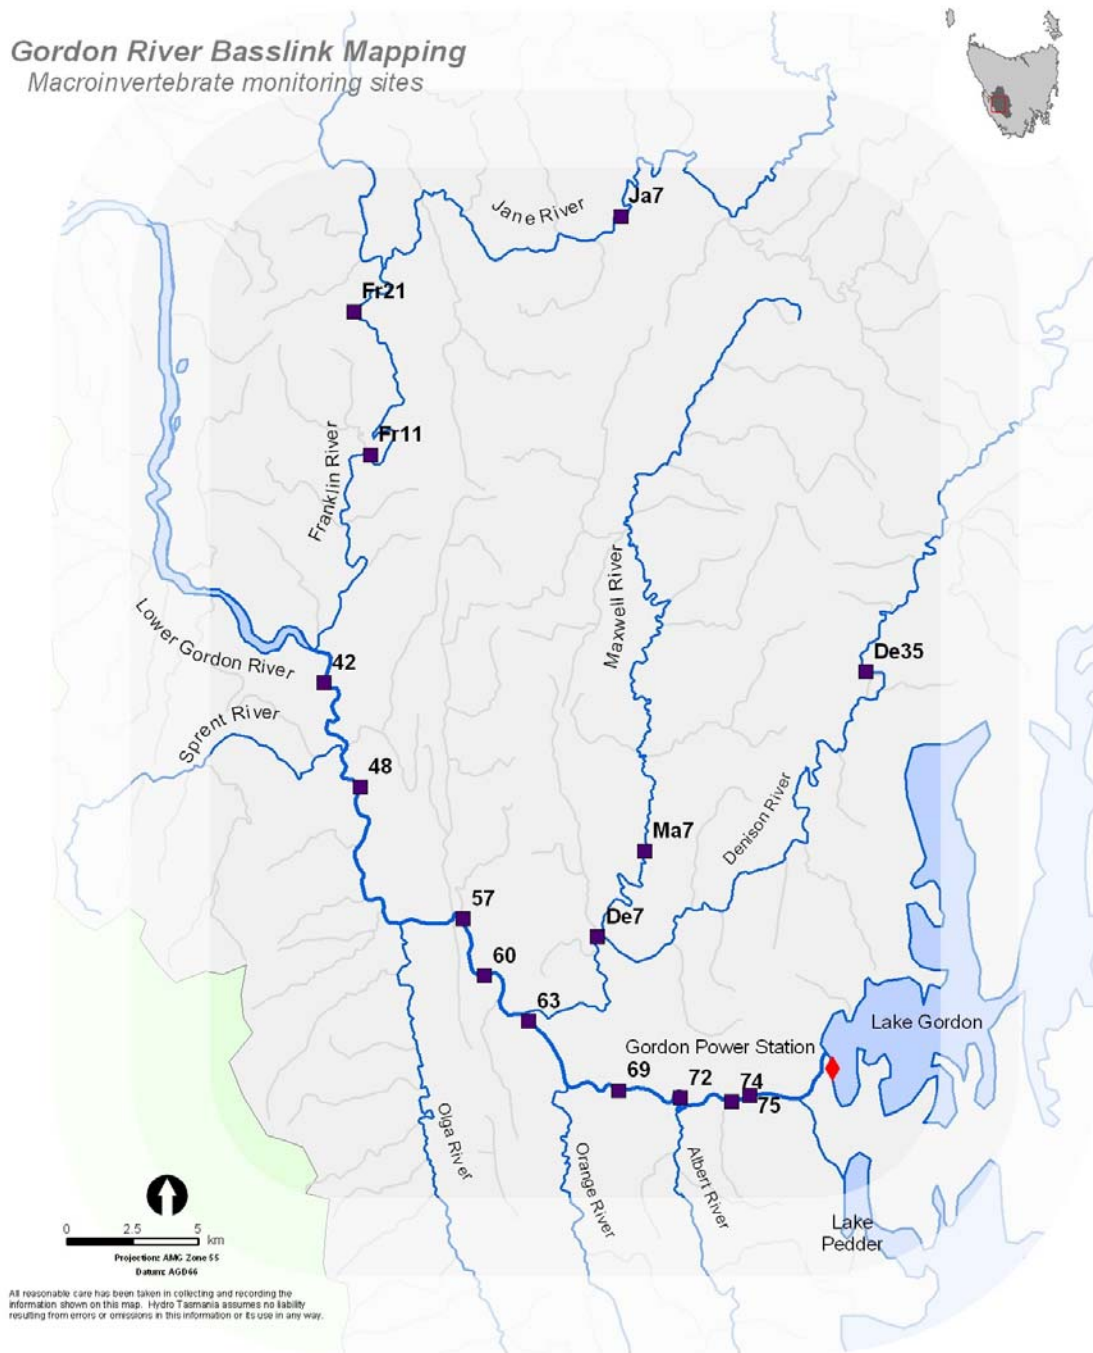 Gordon River Basslink Mapping
Macroinvertebrate monitoring sites
Ja7
Jane River
Fr21
Fr11
Franklin River
Maxwell River
Lower Gordon River
42
De35
Sprent River
48
Denison River
Ma7
57
De7
60
63
Lake Gordon
Gordon Power Station
69
72
74
75
Olga River
Orange River
Albert River
Lake
Pedder
0 2.5 5
km
Projection: AMG Zone 55
Datum: AGD66
All reasonable care has been taken in collecting and recording the
information shown on this map. Hydro Tasmania assumes no liability
resulting from errors or omissions in this information or its use in any way.